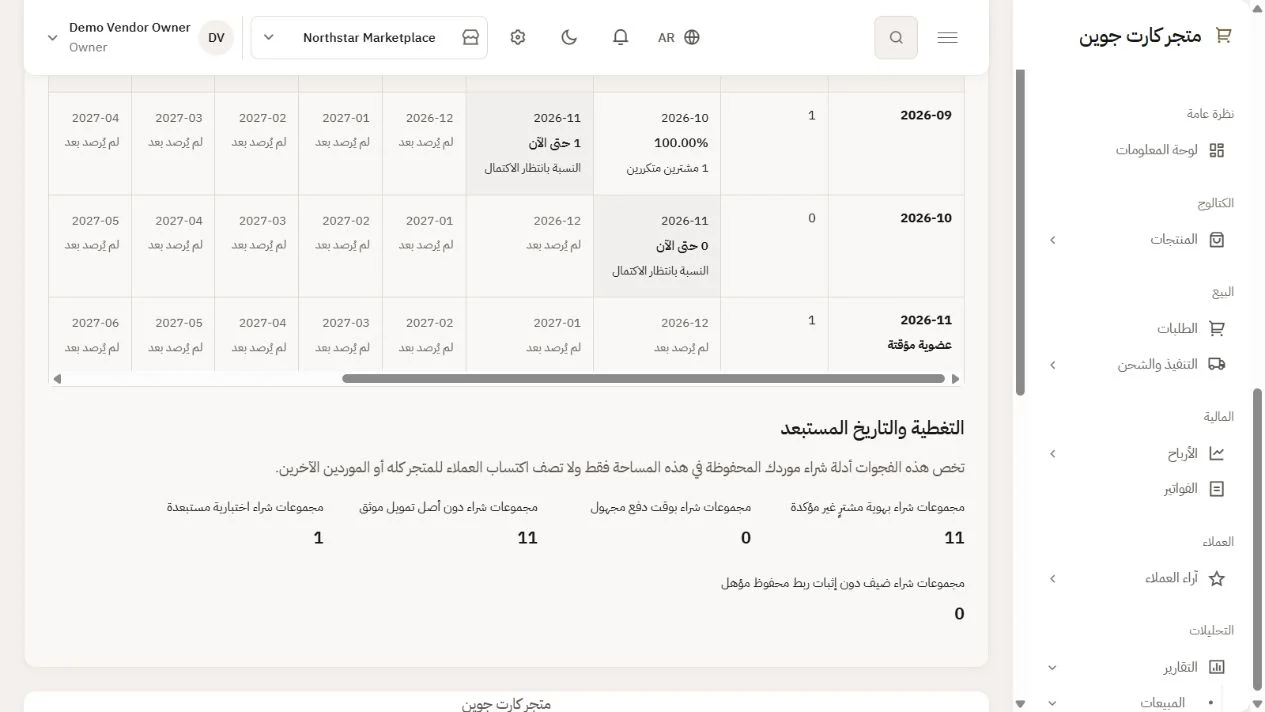 متجر كارت جوين
نظرة عامة
لوحة المعلومات
الكتالوج
المنتجات
البيع
الطلبات
التنفيذ والشحن
المالية
الأرباح
الفواتير
العملاء
آراء العملاء
التحليلات
التقارير
المبيعات
AR
Northstar Marketplace
DV
Demo Vendor Owner
Owner
2026-09
1
2026-10
100.00%
1 مشترين متكررين
2026-11
1 حتى الآن
النسبة بانتظار الاكتمال
2026-12
لم يُرصد بعد
2027-01
لم يُرصد بعد
2027-02
لم يُرصد بعد
2027-03
لم يُرصد بعد
2027-04
لم يُرصد بعد
2026-10
0
2026-11
0 حتى الآن
النسبة بانتظار الاكتمال
2026-12
لم يُرصد بعد
2027-01
لم يُرصد بعد
2027-02
لم يُرصد بعد
2027-03
لم يُرصد بعد
2027-04
لم يُرصد بعد
2027-05
لم يُرصد بعد
2026-11
عضوية مؤقتة
1
2026-12
لم يُرصد بعد
2027-01
لم يُرصد بعد
2027-02
لم يُرصد بعد
2027-03
لم يُرصد بعد
2027-04
لم يُرصد بعد
2027-05
لم يُرصد بعد
2027-06
لم يُرصد بعد
التغطية والتاريخ المستبعد
تخص هذه الفجوات أدلة شراء موردك المحفوظة في هذه المساحة فقط ولا تصف اكتساب العملاء للمتجر كله أو الموردين الآخرين.
مجموعات شراء بهوية مشترٍ غير مؤكدة
11
مجموعات شراء بوقت دفع مجهول
0
مجموعات شراء دون أصل تمويل موثق
11
مجموعات شراء اختبارية مستبعدة
1
مجموعات شراء ضيف دون إثبات ربط محفوظ مؤهل
0
متجر كارت جوين